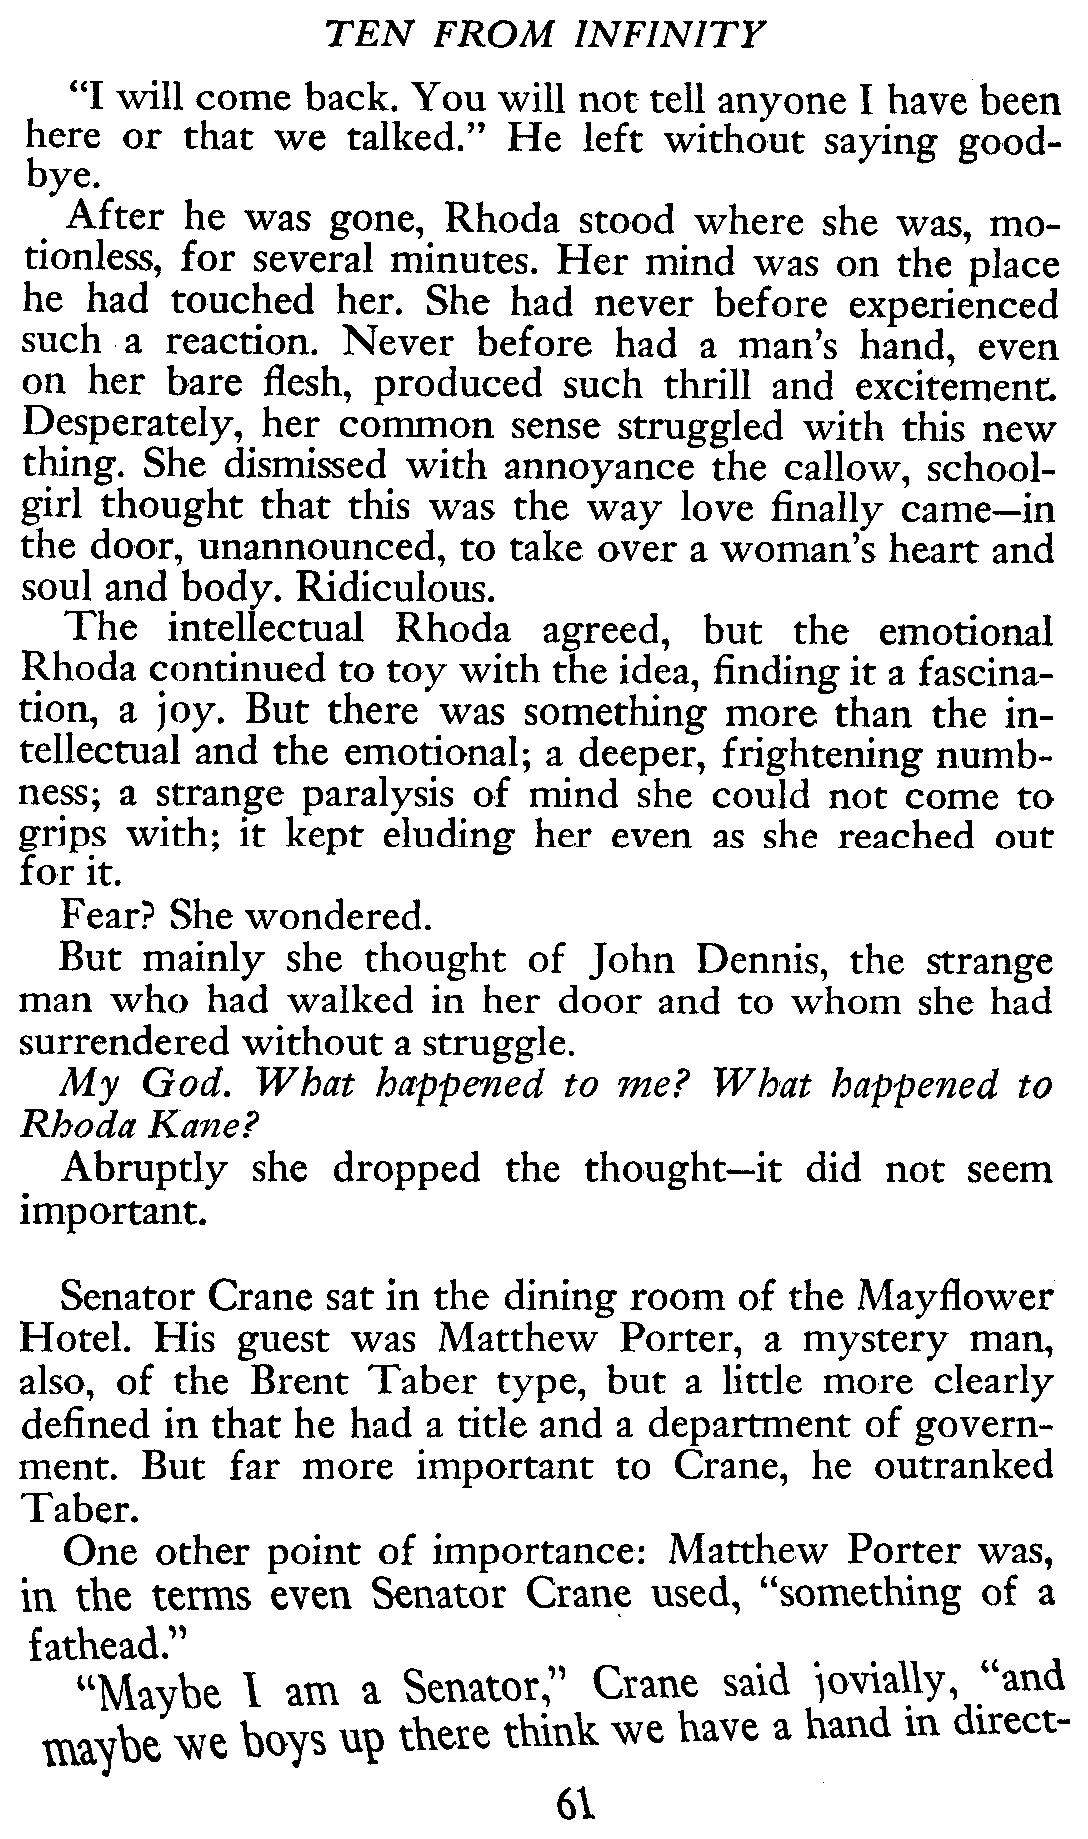 TEN FROM INFINITY
“I will come back. You will not tell anyone I have been
here or that we talked.” He left without saying good-
bye.
After he was gone, Rhoda stood where she was, mo-
tionless, for several minutes. Her mind was on the place
he had touched her. She had never before experienced
such a reaction. Never before had a man’s hand, even
on her bare flesh, produced such thrill and excitement.
Desperately, her common sense struggled with this new
thing. She dismissed with annoyance the callow, school-
girl thought that this was the way love finally came—in
the door, unannounced, to take over a woman’s heart and
soul and body. Ridiculous.
The intellectual Rhoda agreed, but the emotional
Rhoda continued to toy with the idea, finding it a fascina-
tion, a joy. But there was something more than the in-
tellectual and the emotional; a deeper, frightening numb-
ness; a strange paralysis of mind she could not come to
grips with; it kept eluding her even as she reached out
for it.
Fear? She wondered.
But mainly she thought of John Dennis, the strange
man who had walked in her door and to whom she had
surrendered without a struggle.
My God. What happened to me? What happened to
Rhoda Kane?
Abruptly she dropped the thought—it did not seem
important.
Senator Crane sat in the dining room of the Mayflower
Hotel. His guest was Matthew Porter, a mystery man,
also, of the Brent Taber type, but a little more clearly
defined in that he had a title and a department of govern-
ment. But far more important to Crane, he outranked
Taber.
One other point of importance: Matthew Porter was,
in the terms even Senator Crane used, “something of a
fathead.”
“Maybe I am a Senator,” Crane said jovially, “and
maybe we boys up there think we have a hand in direct-
61